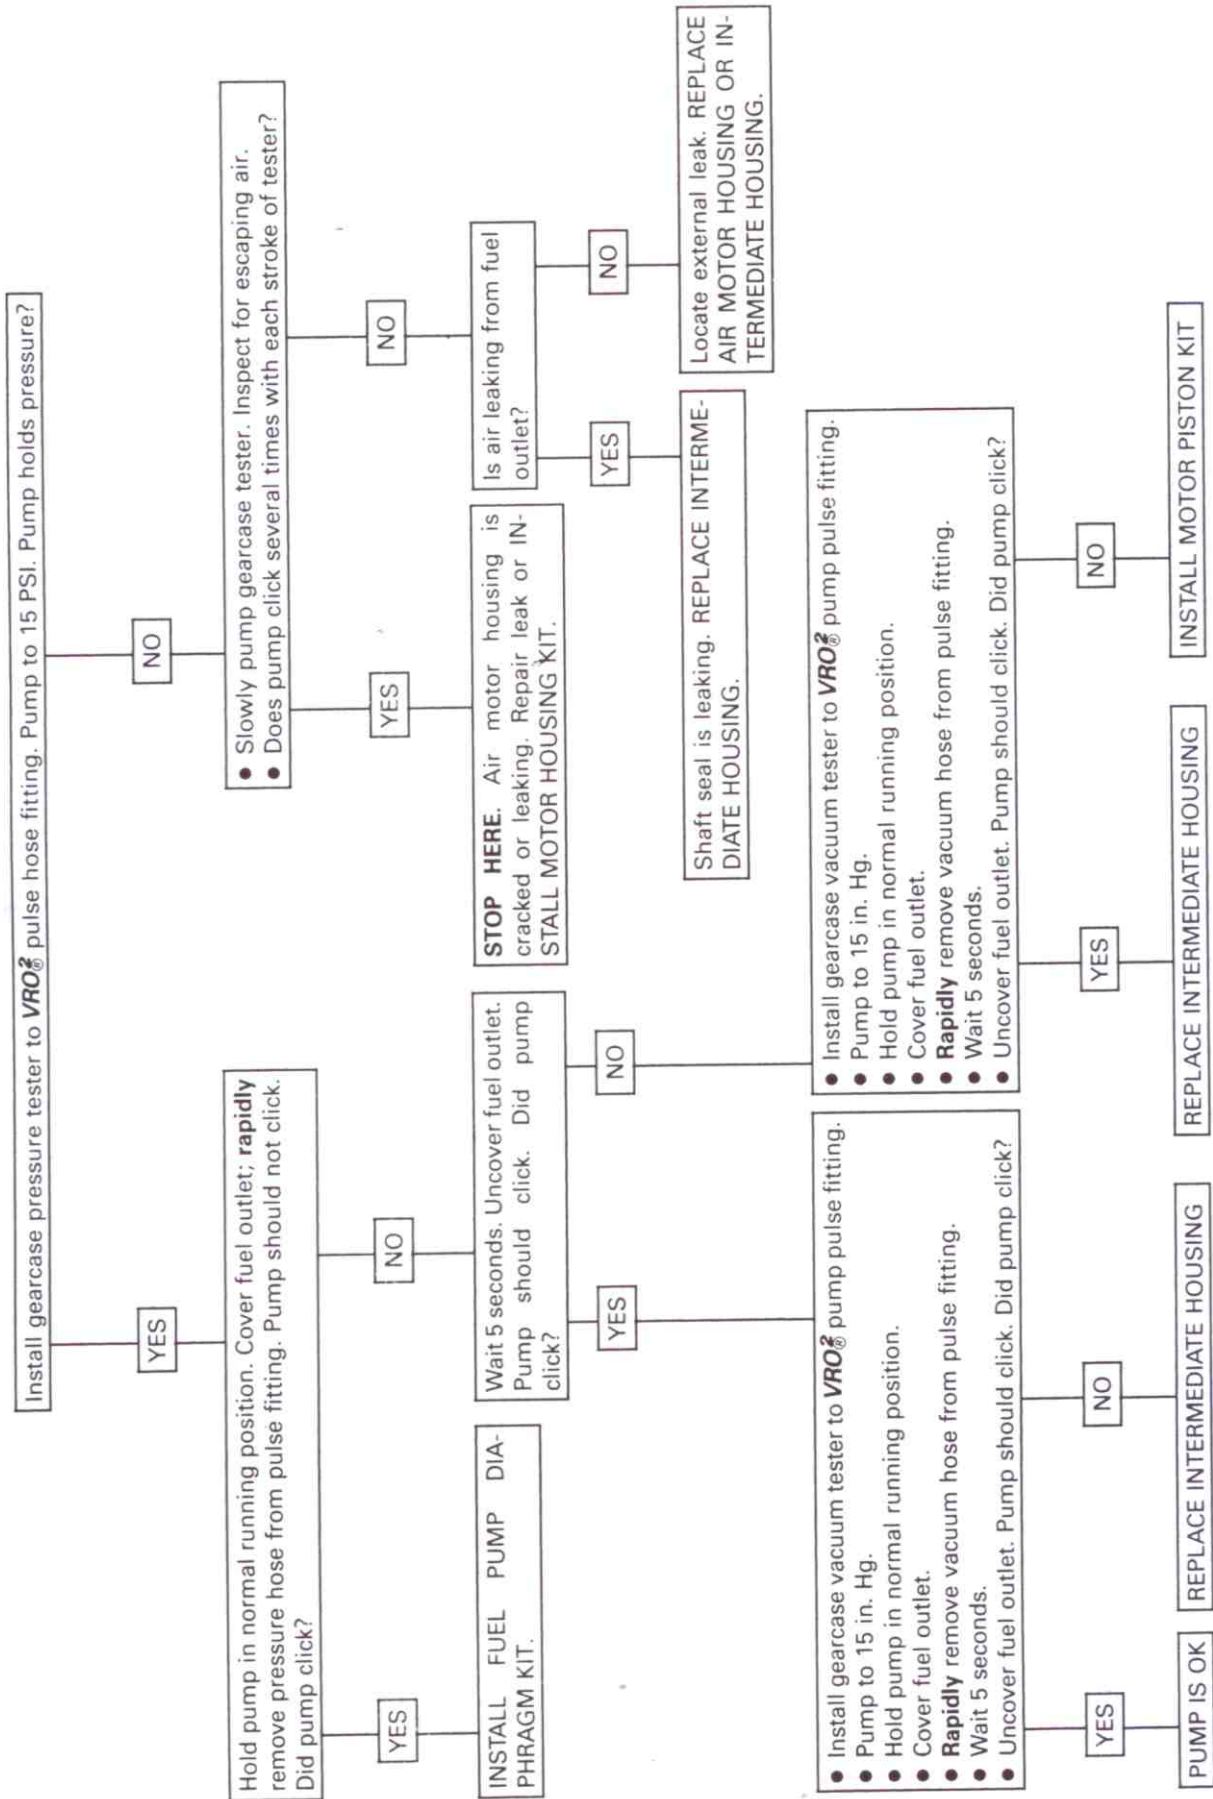 Install gearcase pressure tester to VRO²® pulse hose fitting. Pump to 15 PSI. Pump holds pressure?
YES
NO
Hold pump in normal running position. Cover fuel outlet; rapidly
remove pressure hose from pulse fitting. Pump should not click.
Did pump click?
● Slowly pump gearcase tester. Inspect for escaping air.
● Does pump click several times with each stroke of tester?
YES
NO
YES
NO
INSTALL FUEL PUMP DIA-
PHRAGM KIT.
Wait 5 seconds. Uncover fuel outlet.
Pump should click. Did pump
click?
STOP HERE. Air motor housing is
cracked or leaking. Repair leak or IN-
STALL MOTOR HOUSING KIT.
Is air leaking from fuel
outlet?
YES
NO
YES
NO
Shaft seal is leaking. REPLACE INTERME-
DIATE HOUSING.
Locate external leak. REPLACE
AIR MOTOR HOUSING OR IN-
TERMEDIATE HOUSING.
● Install gearcase vacuum tester to VRO²® pump pulse fitting.
● Pump to 15 in. Hg.
● Hold pump in normal running position.
● Cover fuel outlet.
● Rapidly remove vacuum hose from pulse fitting.
● Wait 5 seconds.
● Uncover fuel outlet. Pump should click. Did pump click?
● Install gearcase vacuum tester to VRO²® pump pulse fitting.
● Pump to 15 in. Hg.
● Hold pump in normal running position.
● Cover fuel outlet.
● Rapidly remove vacuum hose from pulse fitting.
● Wait 5 seconds.
● Uncover fuel outlet. Pump should click. Did pump click?
YES
NO
YES
NO
PUMP IS OK
REPLACE INTERMEDIATE HOUSING
REPLACE INTERMEDIATE HOUSING
INSTALL MOTOR PISTON KIT